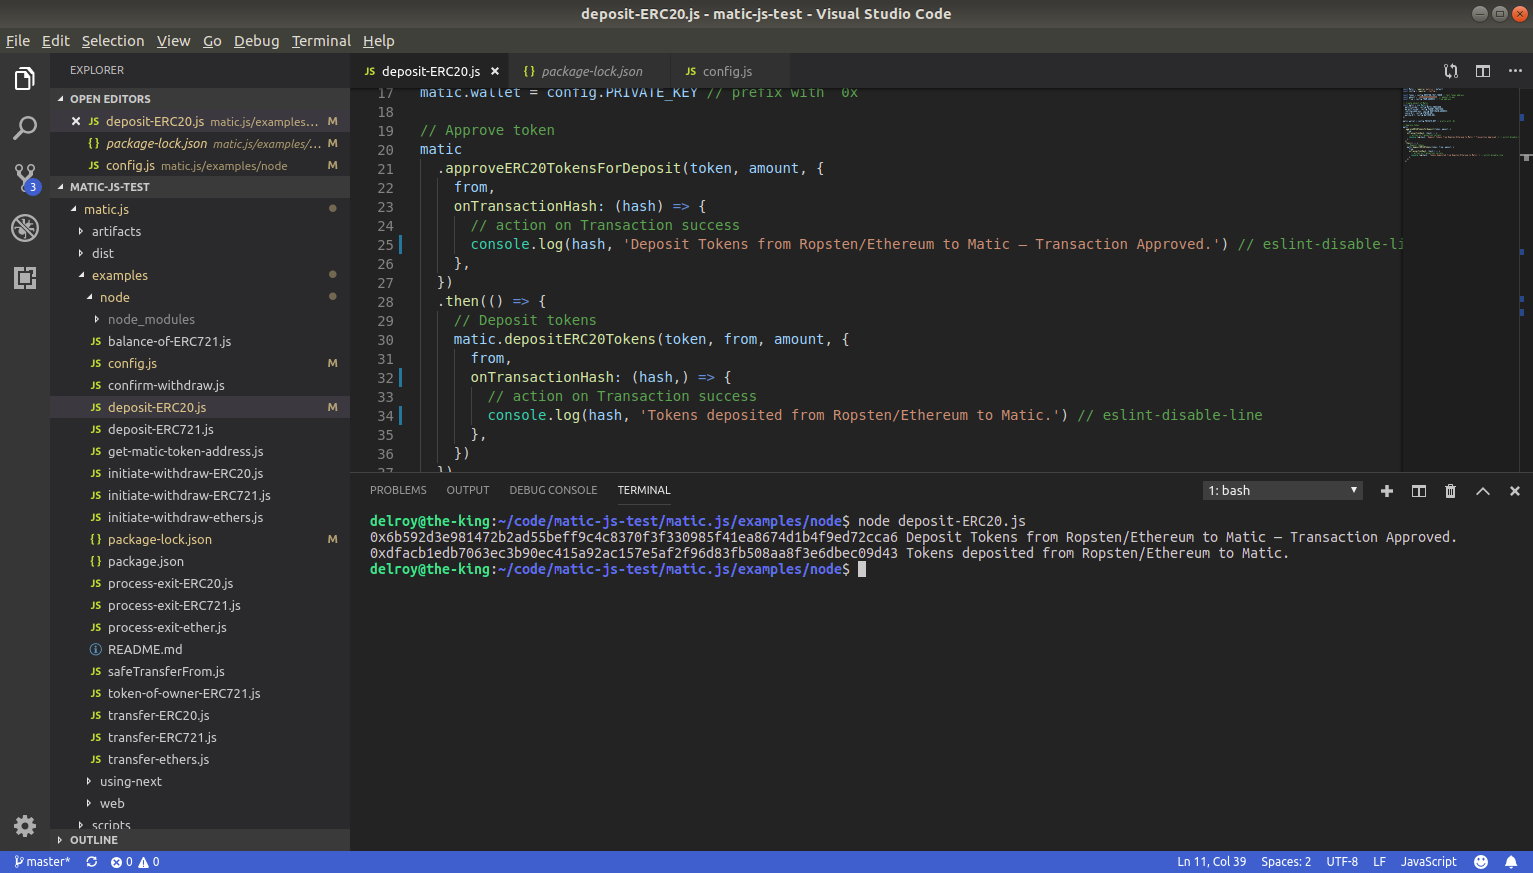 deposit-ERC20.js - matic-js-test - Visual Studio Code
File Edit Selection View Go Debug Terminal Help
EXPLORER
OPEN EDITORS
JS deposit-ERC20.js matic.js/examples... M
{ } package-lock.json matic.js/examples/... M
JS config.js matic.js/examples/node M
3
MATIC-JS-TEST
matic.js
artifacts
dist
examples
node
node_modules
JS balance-of-ERC721.js
JS config.js M
JS confirm-withdraw.js
JS deposit-ERC20.js M
JS deposit-ERC721.js
JS get-matic-token-address.js
JS initiate-withdraw-ERC20.js
JS initiate-withdraw-ERC721.js
JS initiate-withdraw-ethers.js
{ } package-lock.json M
{ } package.json
JS process-exit-ERC20.js
JS process-exit-ERC721.js
JS process-exit-ether.js
README.md
JS safeTransferFrom.js
JS token-of-owner-ERC721.js
JS transfer-ERC20.js
JS transfer-ERC721.js
JS transfer-ethers.js
using-next
web
scripts
OUTLINE
JS deposit-ERC20.js { } package-lock.json JS config.js
17 matic.wallet = config.PRIVATE_KEY // prefix with  0x
18
19 // Approve token
20 matic
21 .approveERC20TokensForDeposit(token, amount, {
22 from,
23 onTransactionHash: (hash) => {
24 // action on Transaction success
25 console.log(hash, 'Deposit Tokens from Ropsten/Ethereum to Matic – Transaction Approved.') // eslint-disable-li
26 },
27 })
28 .then(() => {
29 // Deposit tokens
30 matic.depositERC20Tokens(token, from, amount, {
31 from,
32 onTransactionHash: (hash,) => {
33 // action on Transaction success
34 console.log(hash, 'Tokens deposited from Ropsten/Ethereum to Matic.') // eslint-disable-line
35 },
36 })
37 })
PROBLEMS OUTPUT DEBUG CONSOLE TERMINAL 1: bash
delroy@the-king:~/code/matic-js-test/matic.js/examples/node$ node deposit-ERC20.js
0x6b592d3e981472b2ad55beff9c4c8370f3f330985f41ea8674d1b4f9ed72cca6 Deposit Tokens from Ropsten/Ethereum to Matic – Transaction Approved.
0xdfacb1edb7063ec3b90ec415a92ac157e5af2f96d83fb508aa8f3e6dbec09d43 Tokens deposited from Ropsten/Ethereum to Matic.
delroy@the-king:~/code/matic-js-test/matic.js/examples/node$
master* 0 0 Ln 11, Col 39 Spaces: 2 UTF-8 LF JavaScript